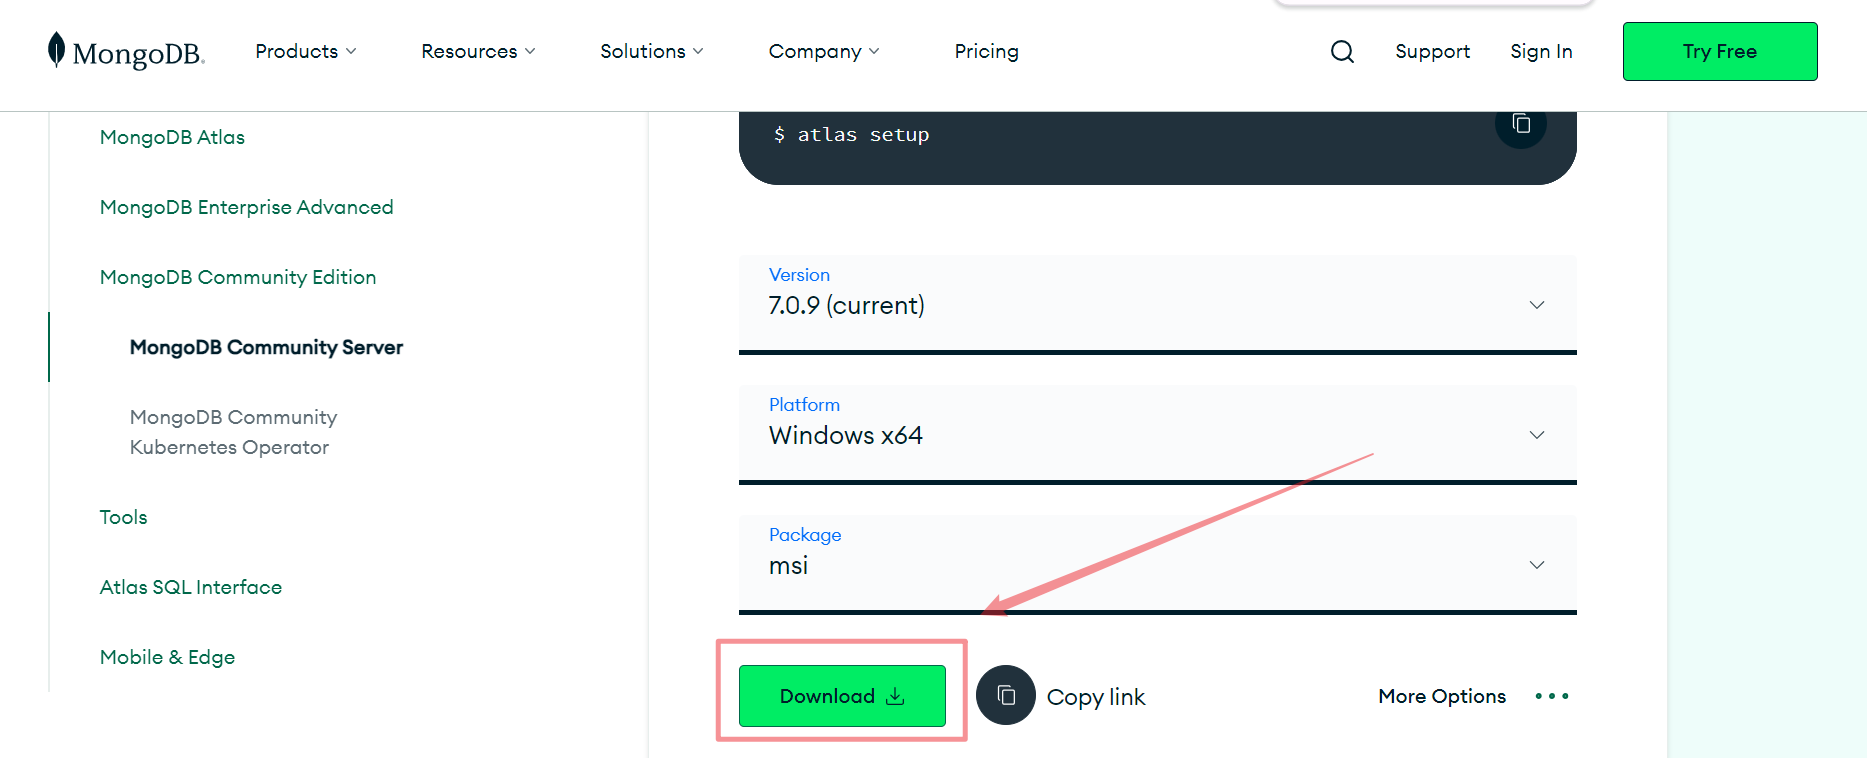 MongoDB.
Products
Resources
Solutions
Company
Pricing
Support
Sign In
Try Free
MongoDB Atlas
MongoDB Enterprise Advanced
MongoDB Community Edition
MongoDB Community Server
MongoDB Community
Kubernetes Operator
Tools
Atlas SQL Interface
Mobile & Edge
$ atlas setup
Version
7.0.9 (current)
Platform
Windows x64
Package
msi
Download
Copy link
More Options